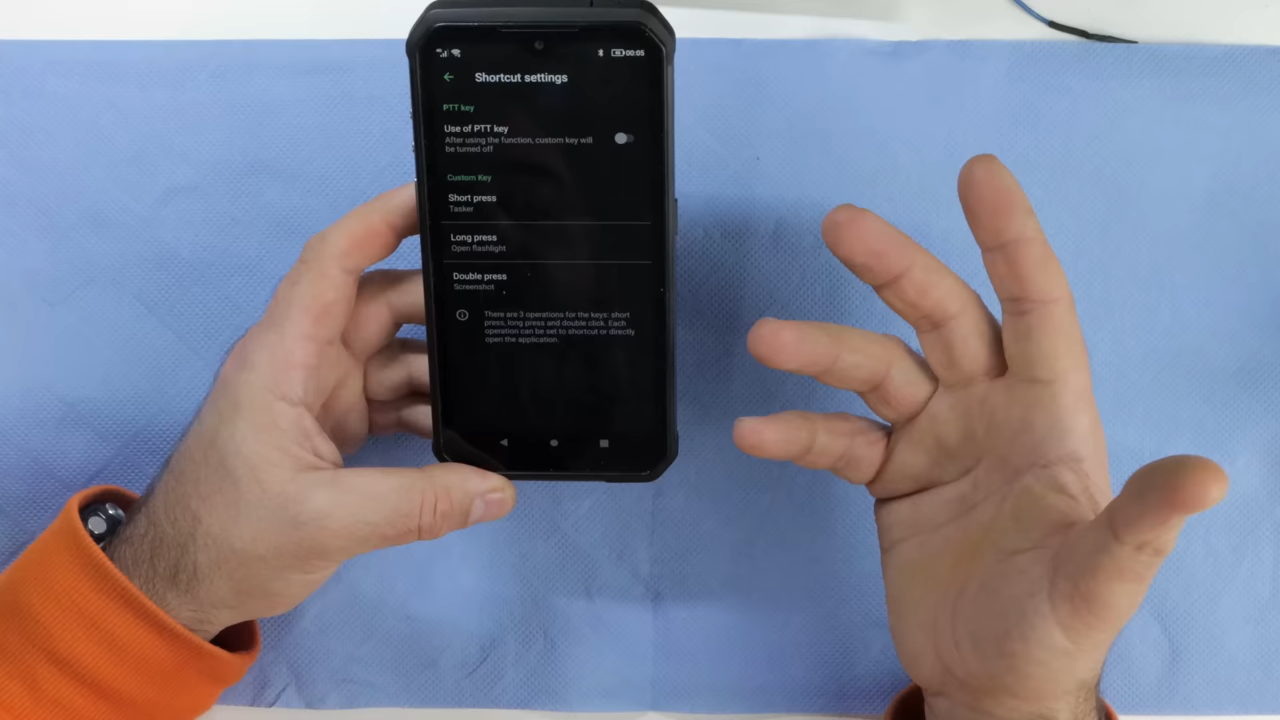 00:05
Shortcut settings
PTT key
Use of PTT key
After using the function, custom key will
be turned off
Custom Key
Short press
Tasker
Long press
Open flashlight
Double press
Screenshot
There are 3 operations for the keys: short
press, long press and double click. Each
operation can be set to shortcut or directly
open the application.